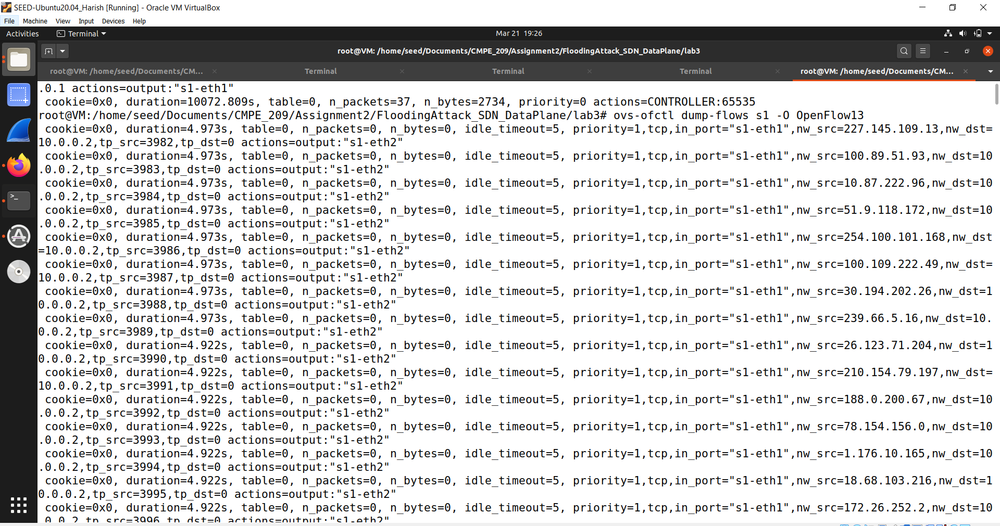 SEED-Ubuntu20.04_Harish [Running] - Oracle VM VirtualBox
File Machine View Input Devices Help
Activities Terminal Mar 21 19:26
root@VM: /home/seed/Documents/CMPE_209/Assignment2/FloodingAttack_SDN_DataPlane/lab3
root@VM: /home/seed/Documents/CM... × Terminal × Terminal × Terminal × root@VM: /home/seed/Documents/CM... ×
.0.1 actions=output:"s1-eth1"
 cookie=0x0, duration=10072.809s, table=0, n_packets=37, n_bytes=2734, priority=0 actions=CONTROLLER:65535
root@VM:/home/seed/Documents/CMPE_209/Assignment2/FloodingAttack_SDN_DataPlane/lab3# ovs-ofctl dump-flows s1 -O OpenFlow13
 cookie=0x0, duration=4.973s, table=0, n_packets=0, n_bytes=0, idle_timeout=5, priority=1,tcp,in_port="s1-eth1",nw_src=227.145.109.13,nw_dst=
10.0.0.2,tp_src=3982,tp_dst=0 actions=output:"s1-eth2"
 cookie=0x0, duration=4.973s, table=0, n_packets=0, n_bytes=0, idle_timeout=5, priority=1,tcp,in_port="s1-eth1",nw_src=100.89.51.93,nw_dst=10
.0.0.2,tp_src=3983,tp_dst=0 actions=output:"s1-eth2"
 cookie=0x0, duration=4.973s, table=0, n_packets=0, n_bytes=0, idle_timeout=5, priority=1,tcp,in_port="s1-eth1",nw_src=10.87.222.96,nw_dst=10
.0.0.2,tp_src=3984,tp_dst=0 actions=output:"s1-eth2"
 cookie=0x0, duration=4.973s, table=0, n_packets=0, n_bytes=0, idle_timeout=5, priority=1,tcp,in_port="s1-eth1",nw_src=51.9.118.172,nw_dst=10
.0.0.2,tp_src=3985,tp_dst=0 actions=output:"s1-eth2"
 cookie=0x0, duration=4.973s, table=0, n_packets=0, n_bytes=0, idle_timeout=5, priority=1,tcp,in_port="s1-eth1",nw_src=254.100.101.168,nw_dst
=10.0.0.2,tp_src=3986,tp_dst=0 actions=output:"s1-eth2"
 cookie=0x0, duration=4.973s, table=0, n_packets=0, n_bytes=0, idle_timeout=5, priority=1,tcp,in_port="s1-eth1",nw_src=100.109.222.49,nw_dst=
10.0.0.2,tp_src=3987,tp_dst=0 actions=output:"s1-eth2"
 cookie=0x0, duration=4.973s, table=0, n_packets=0, n_bytes=0, idle_timeout=5, priority=1,tcp,in_port="s1-eth1",nw_src=30.194.202.26,nw_dst=1
0.0.0.2,tp_src=3988,tp_dst=0 actions=output:"s1-eth2"
 cookie=0x0, duration=4.973s, table=0, n_packets=0, n_bytes=0, idle_timeout=5, priority=1,tcp,in_port="s1-eth1",nw_src=239.66.5.16,nw_dst=10.
0.0.2,tp_src=3989,tp_dst=0 actions=output:"s1-eth2"
 cookie=0x0, duration=4.922s, table=0, n_packets=0, n_bytes=0, idle_timeout=5, priority=1,tcp,in_port="s1-eth1",nw_src=26.123.71.204,nw_dst=1
0.0.0.2,tp_src=3990,tp_dst=0 actions=output:"s1-eth2"
 cookie=0x0, duration=4.922s, table=0, n_packets=0, n_bytes=0, idle_timeout=5, priority=1,tcp,in_port="s1-eth1",nw_src=210.154.79.197,nw_dst=
10.0.0.2,tp_src=3991,tp_dst=0 actions=output:"s1-eth2"
 cookie=0x0, duration=4.922s, table=0, n_packets=0, n_bytes=0, idle_timeout=5, priority=1,tcp,in_port="s1-eth1",nw_src=188.0.200.67,nw_dst=10
.0.0.2,tp_src=3992,tp_dst=0 actions=output:"s1-eth2"
 cookie=0x0, duration=4.922s, table=0, n_packets=0, n_bytes=0, idle_timeout=5, priority=1,tcp,in_port="s1-eth1",nw_src=78.154.156.0,nw_dst=10
.0.0.2,tp_src=3993,tp_dst=0 actions=output:"s1-eth2"
 cookie=0x0, duration=4.922s, table=0, n_packets=0, n_bytes=0, idle_timeout=5, priority=1,tcp,in_port="s1-eth1",nw_src=1.176.10.165,nw_dst=10
.0.0.2,tp_src=3994,tp_dst=0 actions=output:"s1-eth2"
 cookie=0x0, duration=4.922s, table=0, n_packets=0, n_bytes=0, idle_timeout=5, priority=1,tcp,in_port="s1-eth1",nw_src=18.68.103.216,nw_dst=1
0.0.0.2,tp_src=3995,tp_dst=0 actions=output:"s1-eth2"
 cookie=0x0, duration=4.922s, table=0, n_packets=0, n_bytes=0, idle_timeout=5, priority=1,tcp,in_port="s1-eth1",nw_src=172.26.252.2,nw_dst=10
.0.0.2,tp_src=3996,tp_dst=0 actions=output:"s1-eth2"